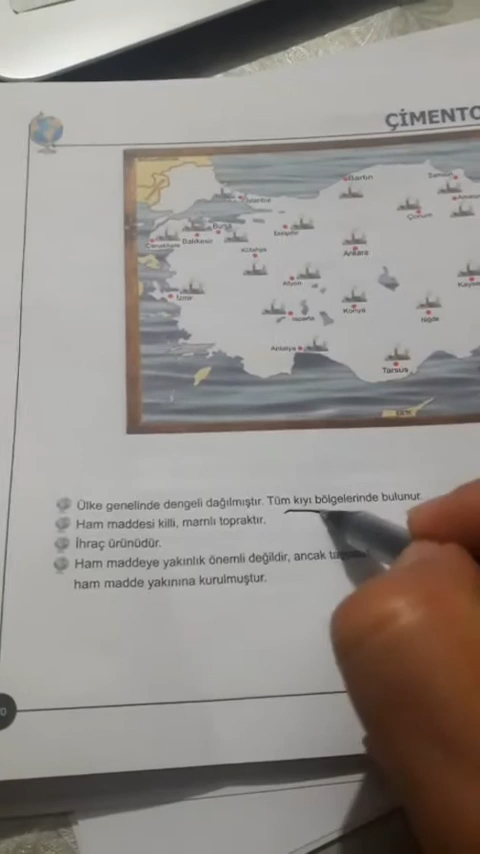 ÇİMENTO
Bartın
İstanbul
Çorum
Bursa
Balıkesir
Eskişehir
Çanakkale
Kütahya
Ankara
Afyon
İzmir
Konya
Isparta
Niğde
Antalya
Tarsus
Ülke genelinde dengeli dağılmıştır. Tüm kıyı bölgelerinde bulunur.
Ham maddesi killi, marnlı topraktır.
İhraç ürünüdür.
Ham maddeye yakınlık önemli değildir, ancak
ham madde yakınına kurulmuştur.